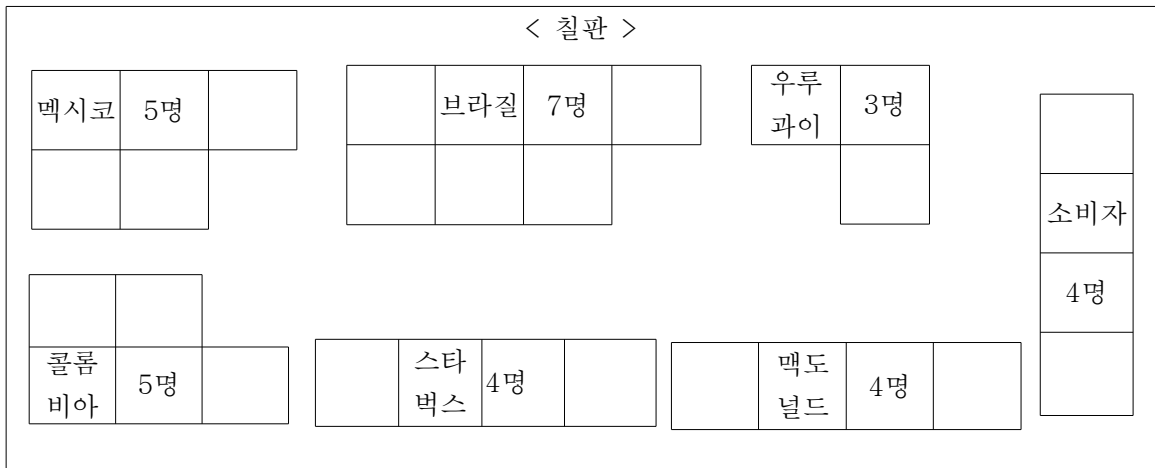 < 칠판 >
멕시코 5명
브라질 7명
우루
과이
3명
소비자
4명
콜롬
비아
5명
스타
벅스
4명
맥도
널드
4명